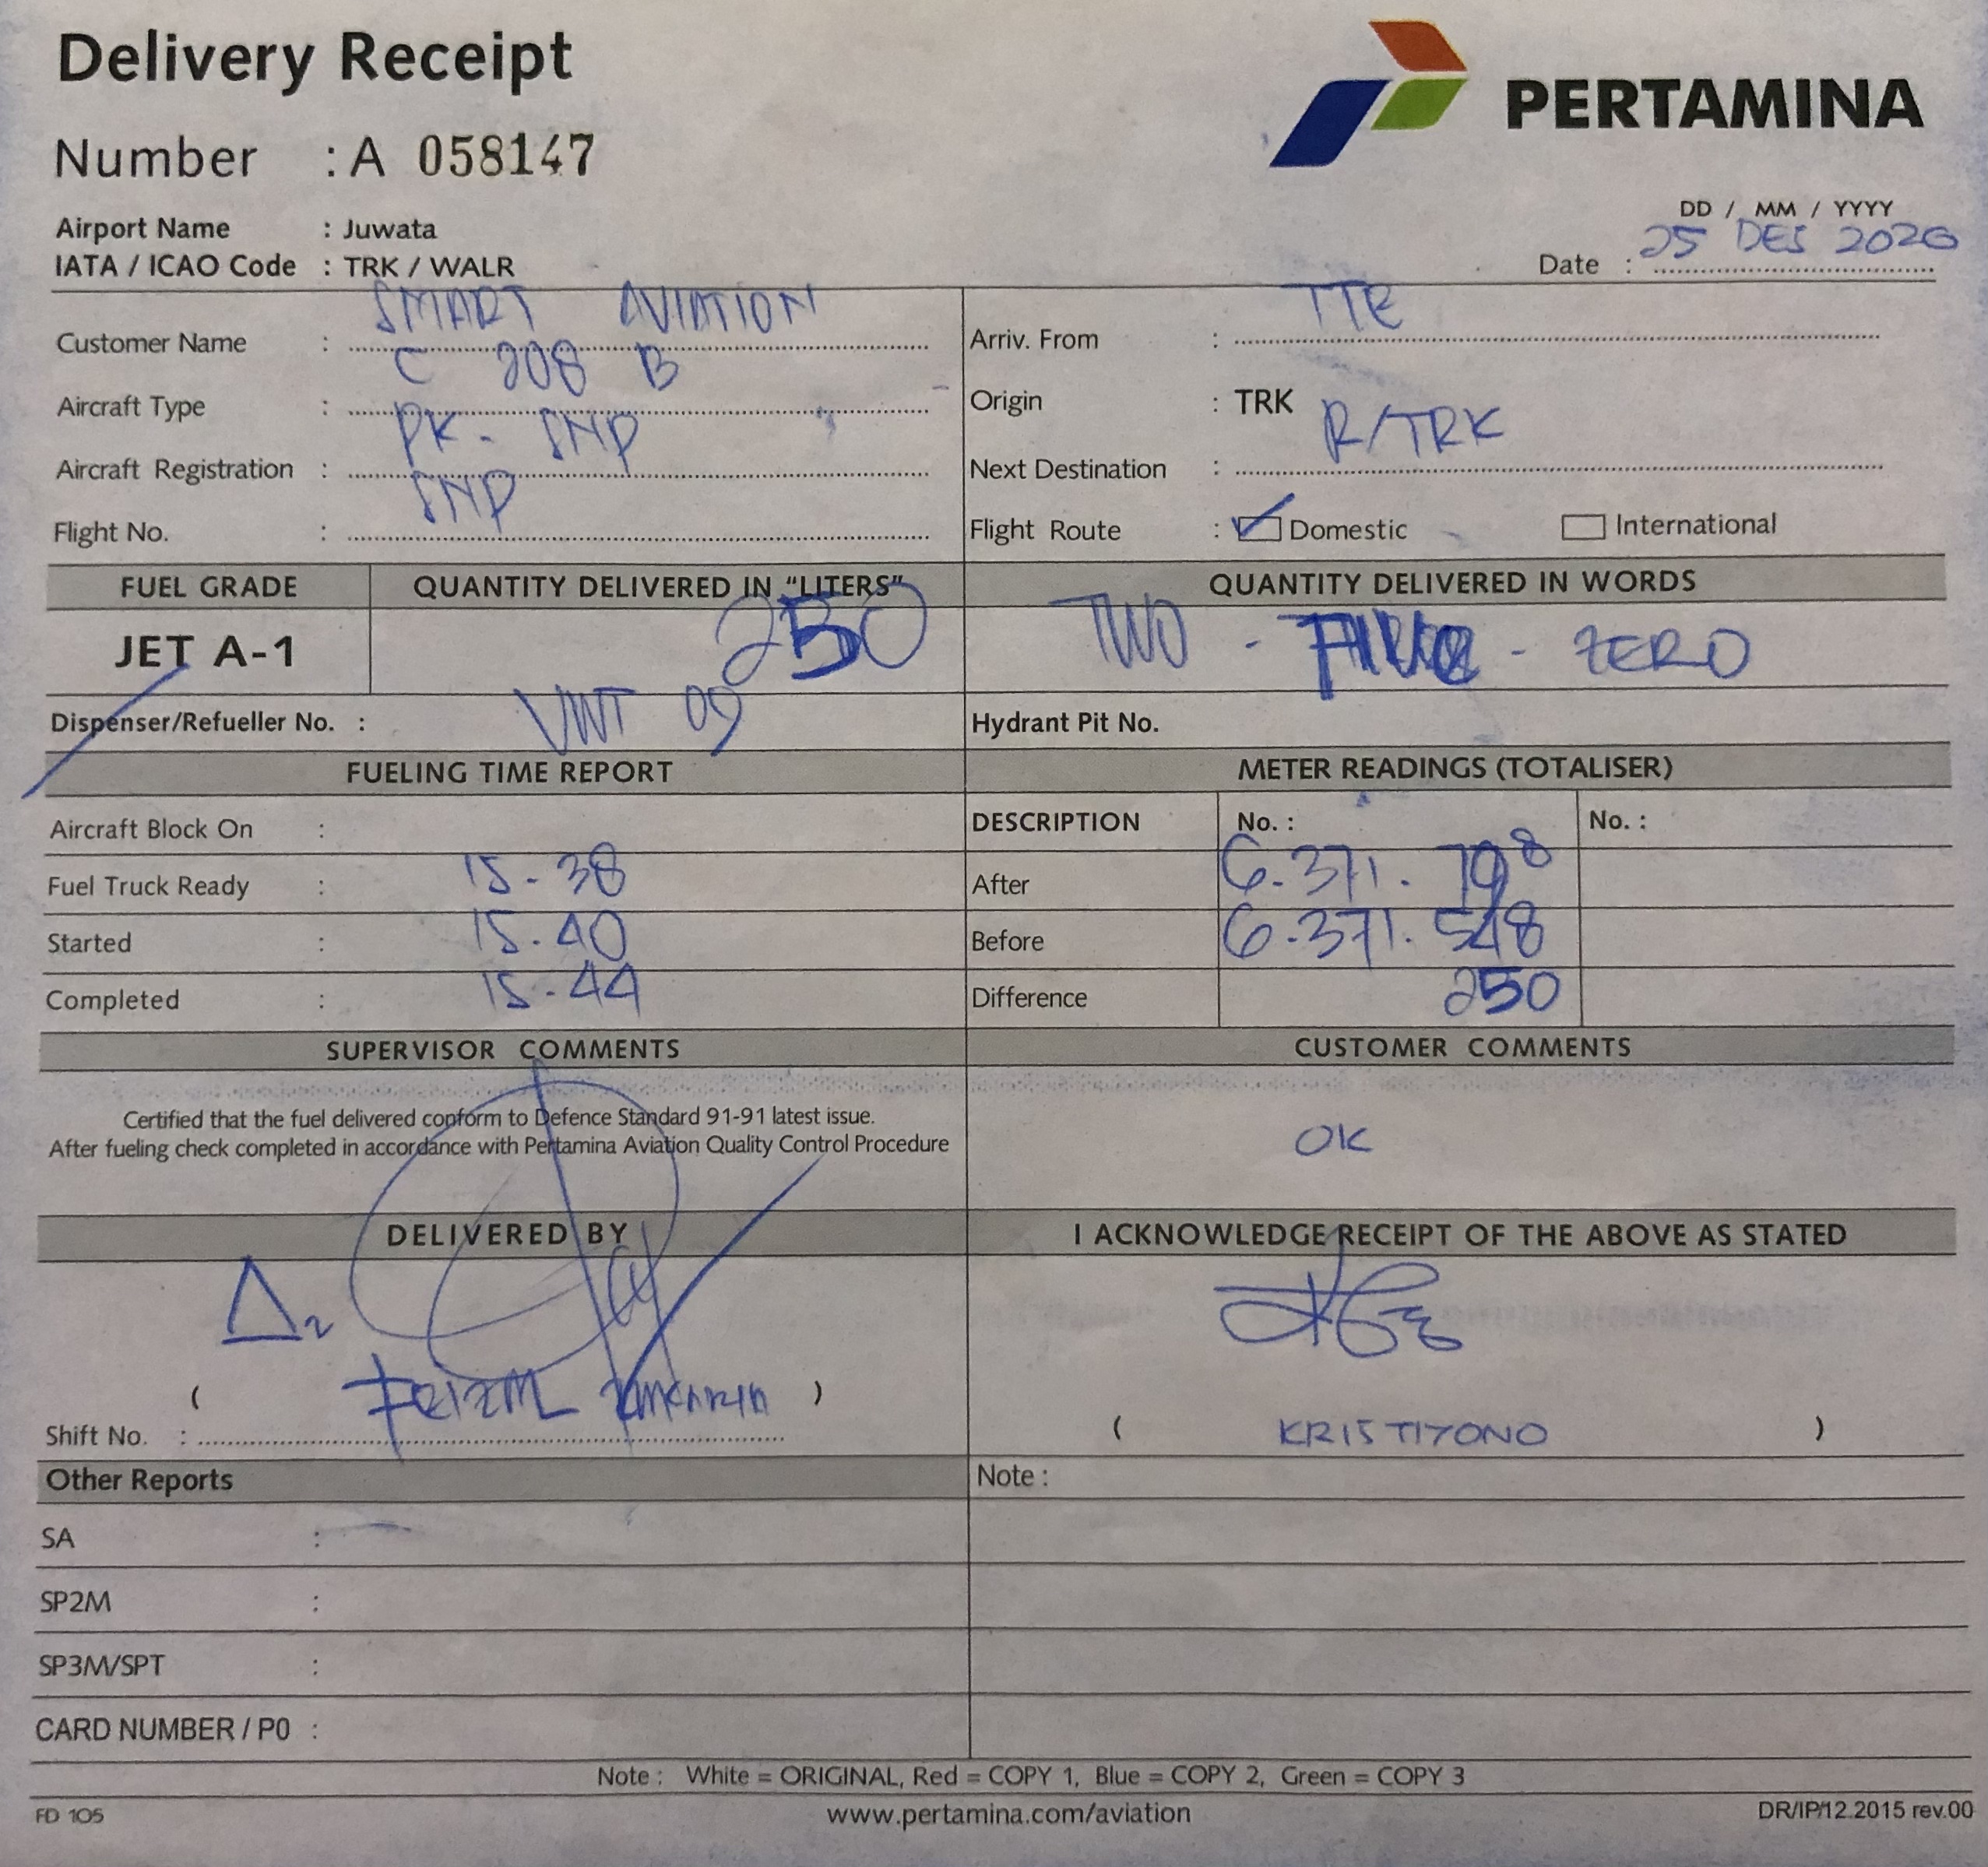 Delivery Receipt
PERTAMINA
Number : A 058147
DD / MM / YYYY
Airport Name : Juwata
Date : 25 DES 2020
IATA / ICAO Code : TRK / WALR
Customer Name : SMART AVIATION
Arriv. From :
Aircraft Type : C 208 B
Origin : TRK
Aircraft Registration : PK - SNP
Next Destination : R/TRK
Flight No. : SNP
Flight Route : Domestic International
FUEL GRADE QUANTITY DELIVERED IN "LITERS" QUANTITY DELIVERED IN WORDS
JET A-1 250 TWO - FIVE - ZERO
Dispenser/Refueller No. : 09
Hydrant Pit No.
FUELING TIME REPORT METER READINGS (TOTALISER)
Aircraft Block On :
DESCRIPTION No. : No. :
Fuel Truck Ready : 15-38
After 6.371.798
Started : 15.40
Before 6.371.548
Completed : 15-44
Difference 250
SUPERVISOR COMMENTS CUSTOMER COMMENTS
Certified that the fuel delivered conform to Defence Standard 91-91 latest issue.
After fueling check completed in accordance with Pertamina Aviation Quality Control Procedure
OK
DELIVERED BY I ACKNOWLEDGE RECEIPT OF THE ABOVE AS STATED
( )
Shift No. :
( KRISTIYONO )
Other Reports Note :
SA :
SP2M :
SP3M/SPT :
CARD NUMBER / P0 :
Note : White = ORIGINAL, Red = COPY 1, Blue = COPY 2, Green = COPY 3
FD 105 www.pertamina.com/aviation DR/IP/12.2015 rev.00